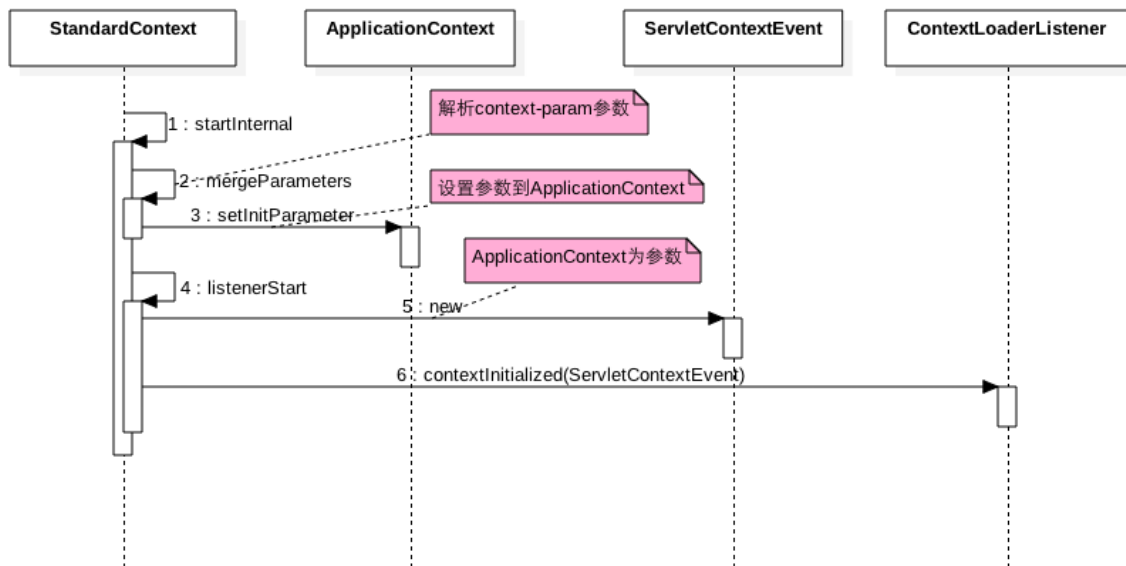 StandardContext
ApplicationContext
ServletContextEvent
ContextLoaderListener
解析context-param参数
1 : startInternal
2 : mergeParameters
设置参数到ApplicationContext
3 : setInitParameter
ApplicationContext为参数
4 : listenerStart
5 : new
6 : contextInitialized(ServletContextEvent)